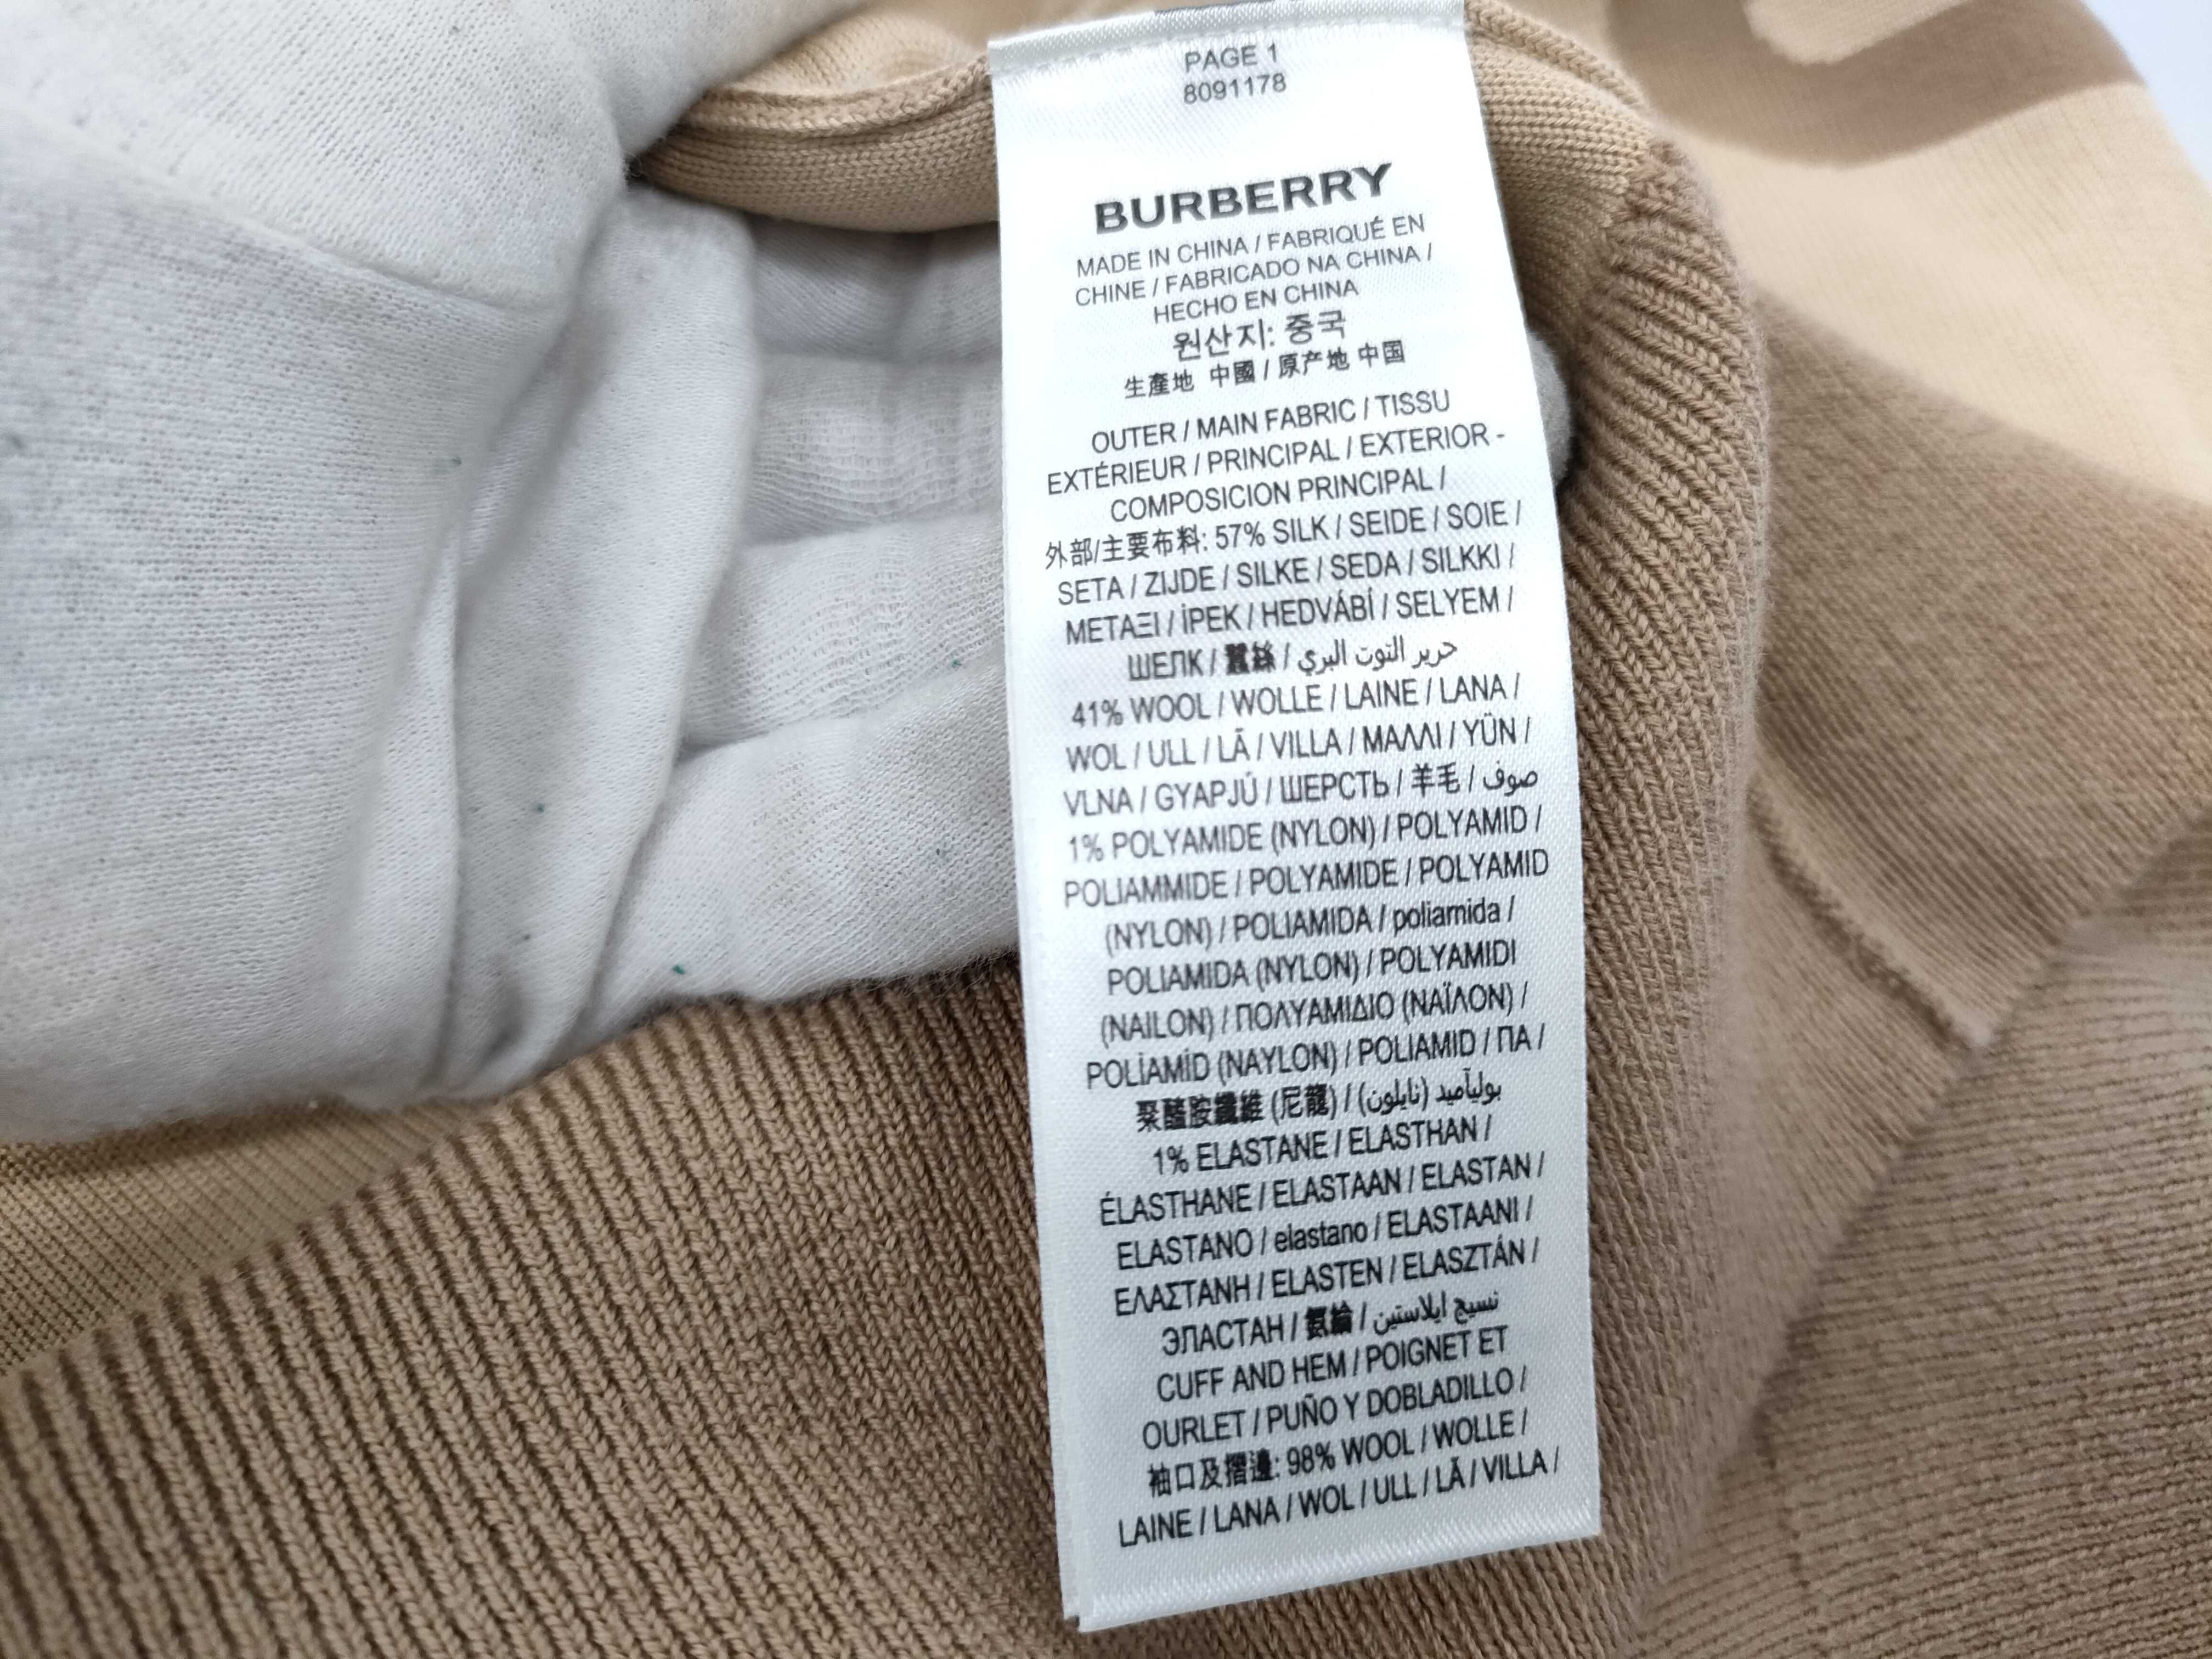 PAGE 1
8091178
BURBERRY
MADE IN CHINA / FABRIQUÉ EN
CHINE / FABRICADO NA CHINA /
HECHO EN CHINA
원산지: 중국
生產地 中國 / 原产地 中国
OUTER / MAIN FABRIC / TISSU
EXTÉRIEUR / PRINCIPAL / EXTERIOR -
COMPOSICION PRINCIPAL /
外部/主要布料: 57% SILK / SEIDE / SOIE /
SETA / ZIJDE / SILKE / SEDA / SILKKI /
ΜΕΤΑΞΙ / İPEK / HEDVÁBÍ / SELYEM /
ШЕЛК / 蠶絲 / حرير التوت البري
41% WOOL / WOLLE / LAINE / LANA /
WOL / ULL / LÃ / VILLA / ΜΑΛΛΙ / YÜN /
VLNA / GYAPJÚ / ШЕРСТЬ / 羊毛 / صوف
1% POLYAMIDE (NYLON) / POLYAMID /
POLIAMMIDE / POLYAMIDE / POLYAMID
(NYLON) / POLIAMIDA / poliamida /
POLIAMIDA (NYLON) / POLYAMIDI
(NAILON) / ΠΟΛΥΑΜΙΔΙΟ (ΝΑΪΛΟΝ) /
POLİAMİD (NAYLON) / POLIAMID / ПА /
聚醯胺纖維 (尼龍) / بوليآميد (نايلون)
1% ELASTANE / ELASTHAN /
ÉLASTHANE / ELASTAAN / ELASTAN /
ELASTANO / elastano / ELASTAANI /
ΕΛΑΣΤΑΝΗ / ELASTEN / ELASZTÁN /
ЭЛАСТАН / 氨綸 / نسيج ايلاستين
CUFF AND HEM / POIGNET ET
OURLET / PUÑO Y DOBLADILLO /
袖口及摺邊: 98% WOOL / WOLLE /
LAINE / LANA / WOL / ULL / LÃ / VILLA /